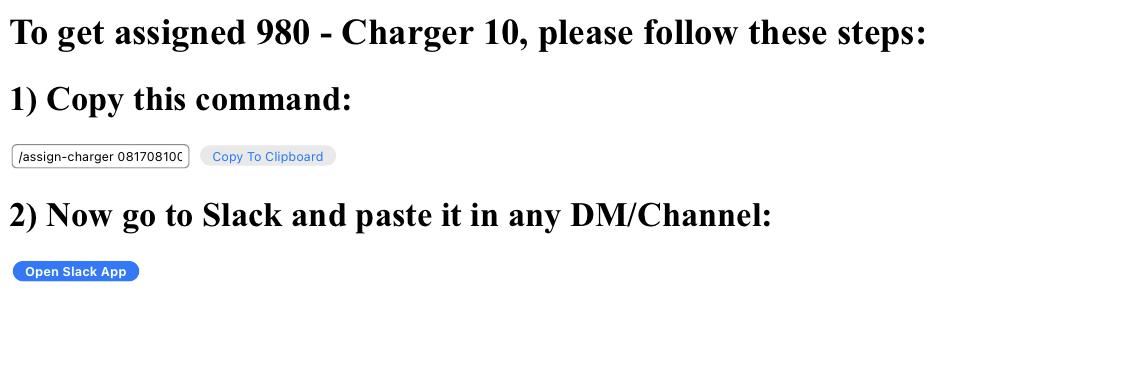 To get assigned 980 - Charger 10, please follow these steps:
1) Copy this command:
/assign-charger 08170810 Copy To Clipboard
2) Now go to Slack and paste it in any DM/Channel:
Open Slack App